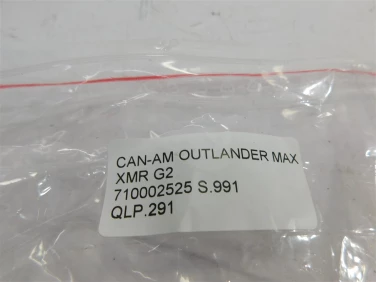 CAN-AM OUTLANDER MAX
XMR G2
710002525 S.991
QLP.291